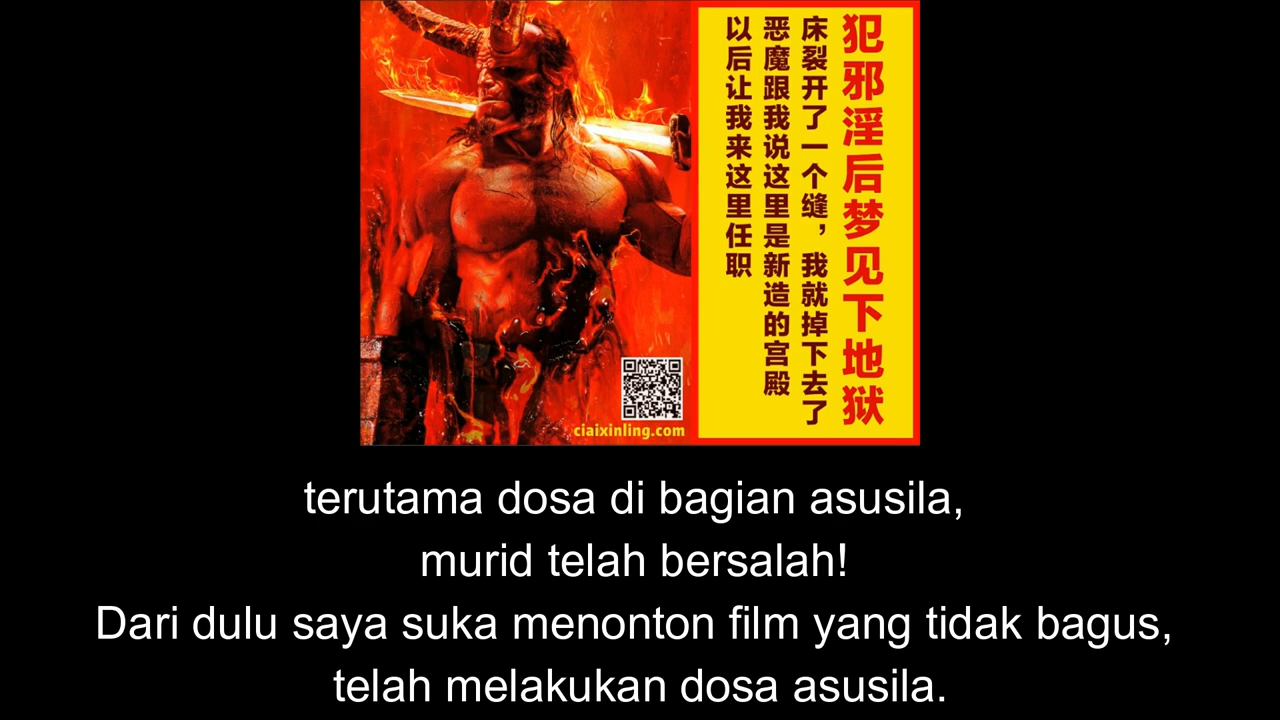 犯邪淫后梦见下地狱
床裂开了一个缝，我就掉下去了
恶魔跟我说这里是新造的宫殿
以后让我来这里任职
ciaixinling.com
terutama dosa di bagian asusila,
murid telah bersalah!
Dari dulu saya suka menonton film yang tidak bagus,
telah melakukan dosa asusila.